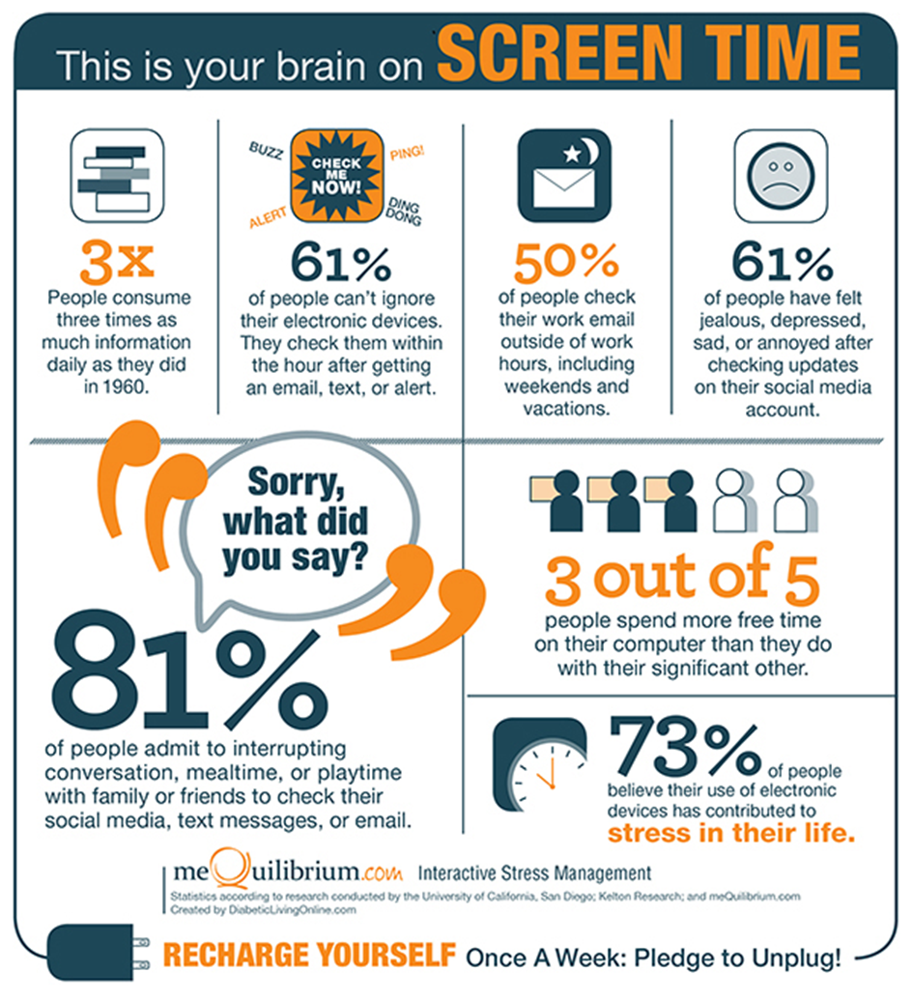 This is your brain on SCREEN TIME
3x
People consume
three times as
much information
daily as they did
in 1960.
BUZZ
PING!
CHECK
ME
NOW!
ALERT
DING
DONG
61%
of people can't ignore
their electronic devices.
They check them within
the hour after getting
an email, text, or alert.
50%
of people check
their work email
outside of work
hours, including
weekends and
vacations.
61%
of people have felt
jealous, depressed,
sad, or annoyed after
checking updates
on their social media
account.
Sorry,
what did
you say?
81%
of people admit to interrupting
conversation, mealtime, or playtime
with family or friends to check their
social media, text messages, or email.
3 out of 5
people spend more free time
on their computer than they do
with their significant other.
73% of people
believe their use of electronic
devices has contributed to
stress in their life.
meQuilibrium.com Interactive Stress Management
Statistics according to research conducted by the University of California, San Diego; Kelton Research; and meQuilibrium.com
Created by DiabeticLivingOnline.com
RECHARGE YOURSELF Once A Week: Pledge to Unplug!